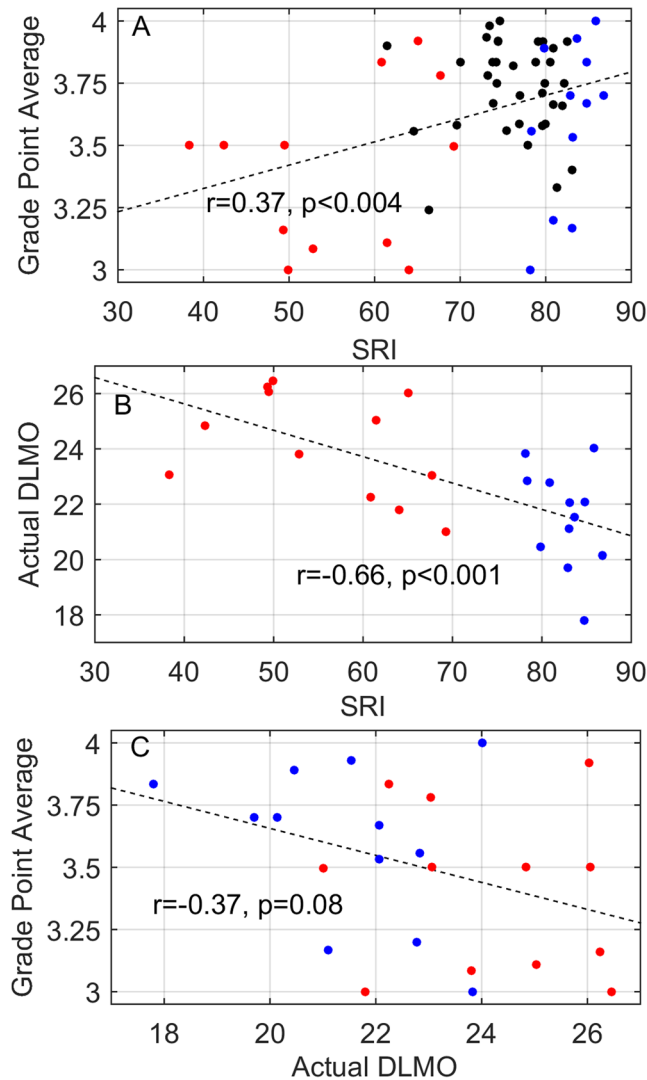 A
4
3.75
3.5
3.25
3
Grade Point Average
r=0.37, p<0.004
30 40 50 60 70 80 90
SRI
B
26
24
22
20
18
Actual DLMO
r=-0.66, p<0.001
30 40 50 60 70 80 90
SRI
C
4
3.75
3.5
3.25
3
Grade Point Average
r=-0.37, p=0.08
18 20 22 24 26
Actual DLMO